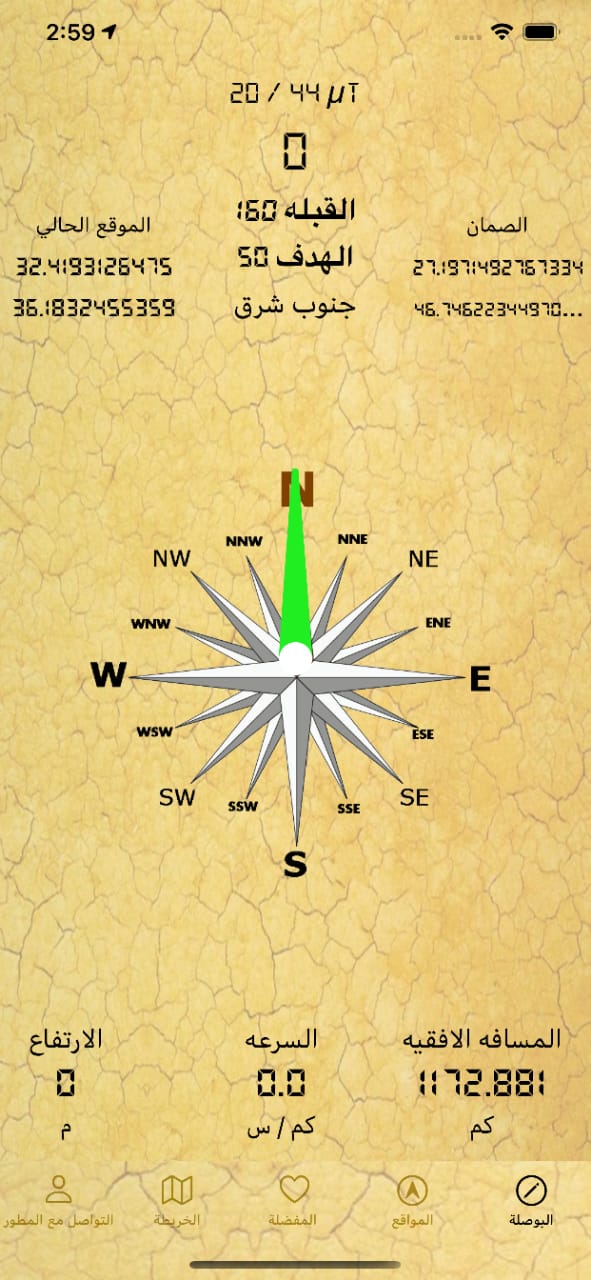 2:59
20 / 44 µT
0
القبله 160
الهدف 50
جنوب شرق
الصمان
27.1971492767334
46.74622344970...
الموقع الحالي
32.4193126475
36.1832455359
N
NNW
NNE
NW
NE
WNW
ENE
W
E
WSW
ESE
SW
SE
SSW
SSE
S
المسافه الافقيه
1172.881
كم
السرعه
0.0
كم / س
الارتفاع
0
م
البوصلة
المواقع
المفضلة
الخريطة
التواصل مع المطور